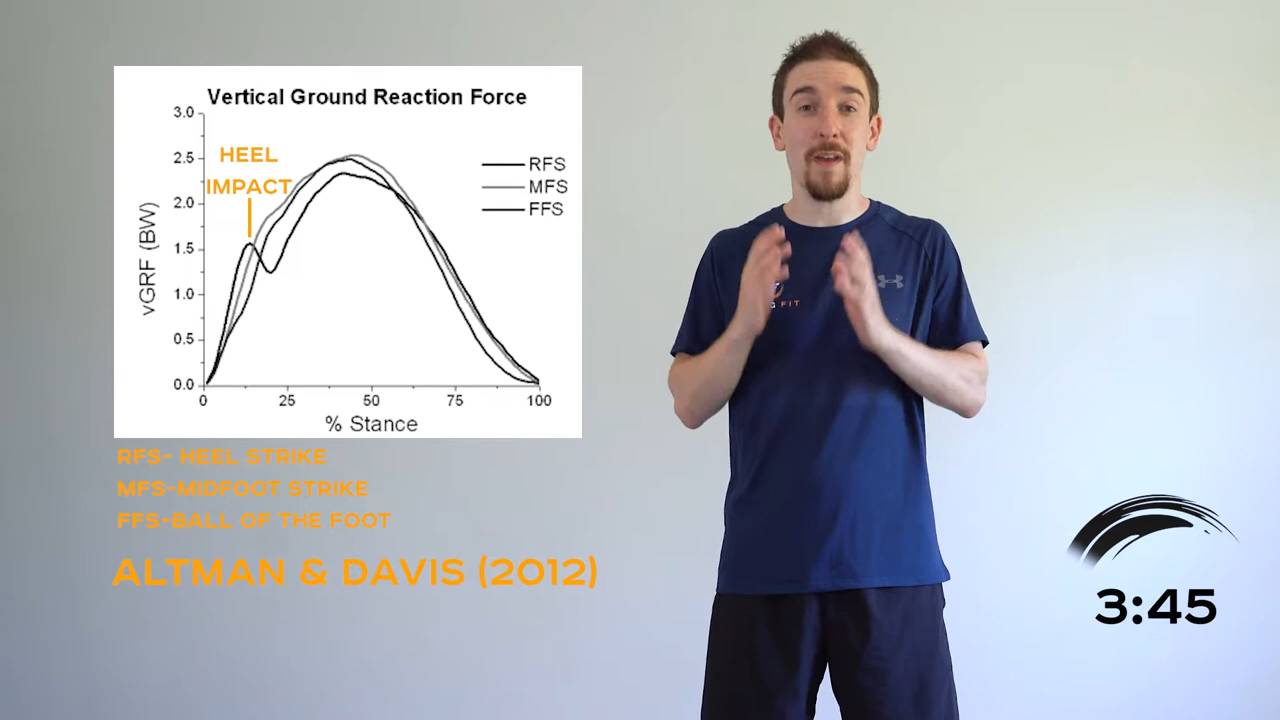 Vertical Ground Reaction Force
3.0
2.5
2.0
1.5
1.0
0.5
0.0
vGRF (BW)
HEEL
IMPACT
RFS
MFS
FFS
0 25 50 75 100
% Stance
RFS- HEEL STRIKE
MFS-MIDFOOT STRIKE
FFS-BALL OF THE FOOT
ALTMAN & DAVIS (2012)
FIT
3:45